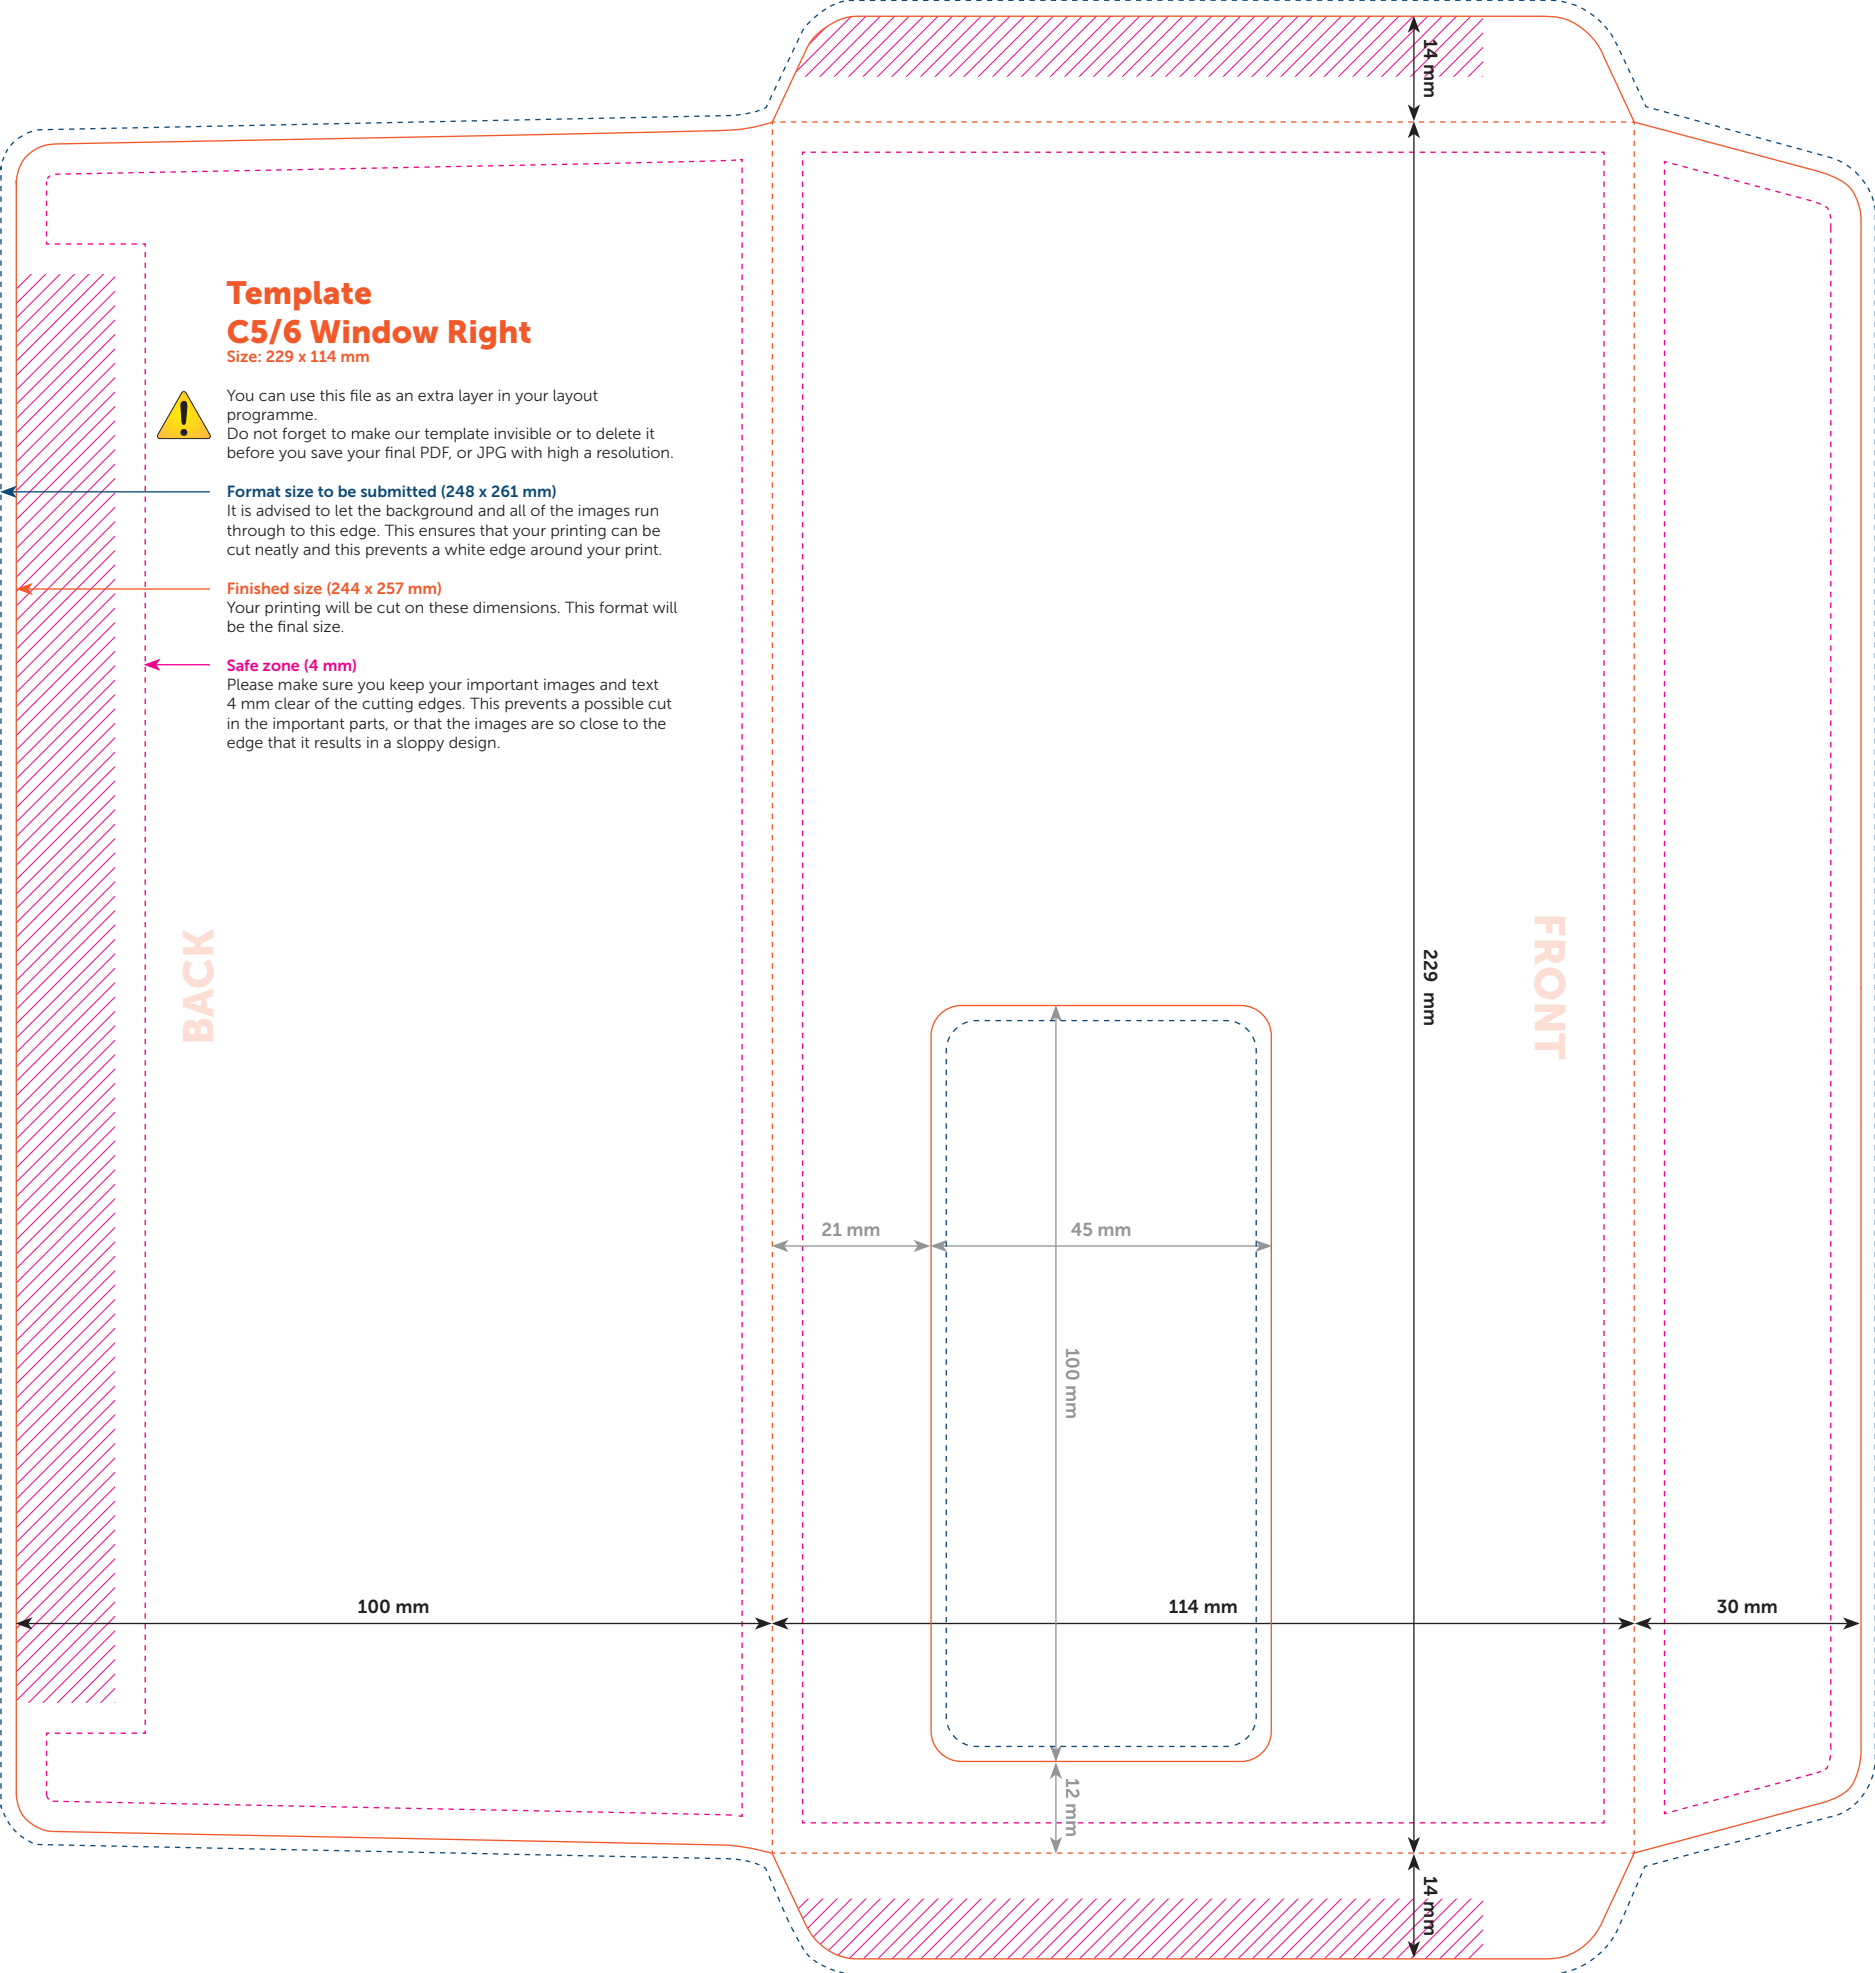 14 mm
Template
C5/6 Window Right
Size: 229 x 114 mm
You can use this file as an extra layer in your layout
programme.
Do not forget to make our template invisible or to delete it
before you save your final PDF, or JPG with high a resolution.
Format size to be submitted (248 x 261 mm)
It is advised to let the background and all of the images run
through to this edge. This ensures that your printing can be
cut neatly and this prevents a white edge around your print.
Finished size (244 x 257 mm)
Your printing will be cut on these dimensions. This format will
be the final size.
Safe zone (4 mm)
Please make sure you keep your important images and text
4 mm clear of the cutting edges. This prevents a possible cut
in the important parts, or that the images are so close to the
edge that it results in a sloppy design.
BACK
229 mm
FRONT
21 mm
45 mm
100 mm
100 mm
114 mm
30 mm
12 mm
14 mm